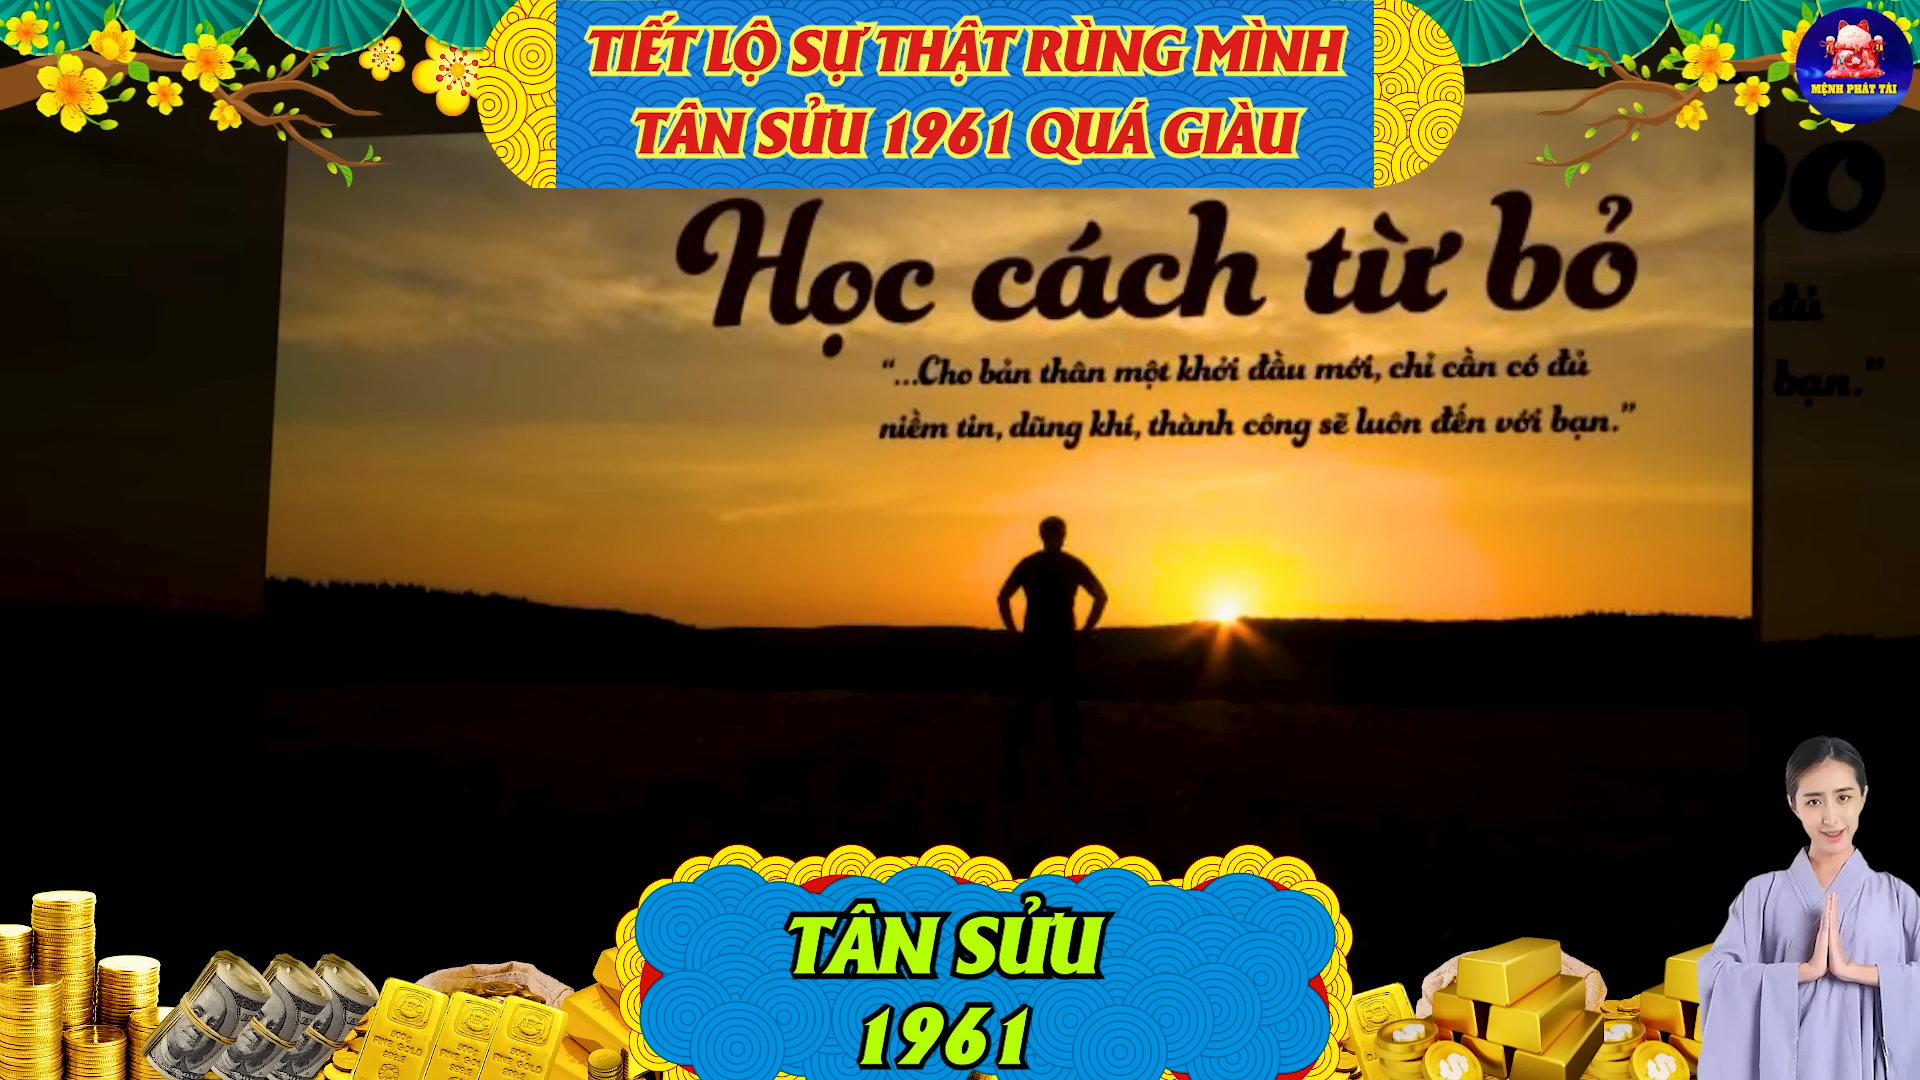 TIẾT LỘ SỰ THẬT RÙNG MÌNH
TÂN SỬU 1961 QUÁ GIÀU
MỆNH PHÁT TÀI
Học cách từ bỏ
“...Cho bản thân một khởi đầu mới, chỉ cần có đủ
niềm tin, dũng khí, thành công sẽ luôn đến với bạn.”
đủ
bạn.”
TÂN SỬU
1961